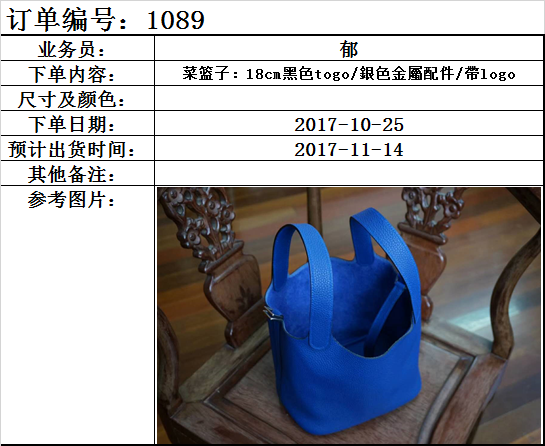 订单编号：1089
业务员： 郁
下单内容： 菜篮子：18cm黑色togo/銀色金屬配件/帶logo
尺寸及颜色：
下单日期： 2017-10-25
预计出货时间： 2017-11-14
其他备注：
参考图片：